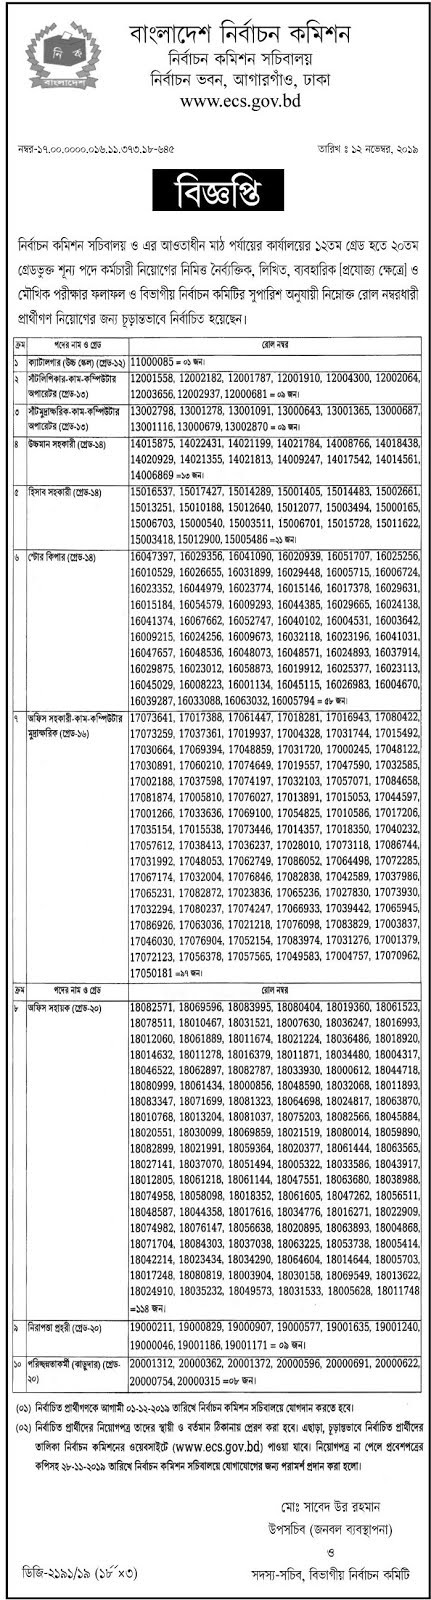 বাংলাদেশ নির্বাচন কমিশন
নির্বাচন কমিশন সচিবালয়
নির্বাচন ভবন, আগারগাঁও, ঢাকা
www.ecs.gov.bd
নম্বর-১৭.০০.০০০০.০১৬.১১.৩৭৩.১৮-৬৪৫ তারিখ : ১২ নভেম্বর, ২০১৯
বিজ্ঞপ্তি
নির্বাচন কমিশন সচিবালয় ও এর আওতাধীন মাঠ পর্যায়ের কার্যালয়ের ১২তম গ্রেড হতে ২০তম
গ্রেডভুক্ত শূন্য পদে কর্মচারী নিয়োগের নিমিত্ত নৈর্ব্যক্তিক, লিখিত, ব্যবহারিক [প্রযোজ্য ক্ষেত্রে] ও
মৌখিক পরীক্ষার ফলাফল ও বিভাগীয় নির্বাচন কমিটির সুপারিশ অনুযায়ী নিম্নোক্ত রোল নম্বরধারী
প্রার্থীগণ নিয়োগের জন্য চূড়ান্তভাবে নির্বাচিত হয়েছেন।
ক্রম পদের নাম ও গ্রেড রোল নম্বর
১ ক্যাটালগার (উচ্চ স্কেল) (গ্রেড-১২) 11000085 = ০১ জন।
২ সাঁটলিপিকার-কাম-কম্পিউটার 12001558, 12002182, 12001787, 12001910, 12004300, 12002064,
অপারেটর (গ্রেড-১৩) 12003656, 12002937, 12000681 = ০৯ জন।
৩ সাঁটমুদ্রাক্ষরিক-কাম-কম্পিউটার 13002798, 13001278, 13001091, 13000643, 13001365, 13000687,
অপারেটর (গ্রেড-১৩) 13001116, 13000679, 13002870 = ০৯ জন।
৪ উচ্চমান সহকারী (গ্রেড-১৪) 14015875, 14022431, 14021199, 14021784, 14008766, 14018438,
14020929, 14021355, 14021813, 14009247, 14017542, 14014561,
14006869 =১৩ জন।
৫ হিসাব সহকারী (গ্রেড-১৪) 15016537, 15017427, 15014289, 15001405, 15014483, 15002661,
15013251, 15010188, 15012640, 15012077, 15003494, 15000165,
15006703, 15000540, 15003511, 15006701, 15015728, 15011622,
15003418, 15012900, 15005486 =২১ জন।
৬ স্টোর কিপার (গ্রেড-১৪) 16047397, 16029356, 16041090, 16020939, 16051707, 16025256,
16010529, 16026655, 16031899, 16029448, 16005715, 16006724,
16023352, 16044979, 16023774, 16015146, 16017378, 16029631,
16015184, 16054579, 16009293, 16044385, 16029665, 16024138,
16041374, 16067662, 16052747, 16040102, 16004531, 16003642,
16009215, 16024256, 16009673, 16032118, 16023196, 16041031,
16047657, 16048536, 16048073, 16048571, 16024893, 16037914,
16029875, 16023012, 16058873, 16019912, 16025377, 16023113,
16045029, 16008223, 16001134, 16045115, 16026983, 16004670,
16039287, 16033088, 16063032, 16005794 = ৫৮ জন।
৭ অফিস সহকারী-কাম-কম্পিউটার 17073641, 17017388, 17061447, 17018281, 17016943, 17080422,
মুদ্রাক্ষরিক (গ্রেড-১৬) 17073259, 17037361, 17019937, 17004328, 17031744, 17015492,
17030664, 17069394, 17048859, 17031720, 17000245, 17048122,
17030891, 17060210, 17074649, 17019557, 17047590, 17032585,
17002188, 17037598, 17074197, 17032103, 17057071, 17084658,
17081874, 17005810, 17076027, 17013891, 17015053, 17044597,
17001266, 17033636, 17069100, 17054825, 17010586, 17017206,
17035154, 17015538, 17073446, 17014357, 17018350, 17040232,
17057612, 17038413, 17036237, 17028010, 17073118, 17086744,
17031992, 17048053, 17062749, 17086052, 17064498, 17072285,
17067174, 17032004, 17076846, 17082838, 17042589, 17037986,
17065231, 17082872, 17023836, 17065236, 17027830, 17073930,
17032294, 17080237, 17074247, 17066933, 17039442, 17065945,
17086926, 17063036, 17021218, 17076098, 17083829, 17003837,
17046030, 17076904, 17052154, 17083974, 17031276, 17001379,
17072123, 17056378, 17057565, 17049583, 17004757, 17070962,
17050181 =৯৭ জন।
ক্রম পদের নাম ও গ্রেড রোল নম্বর
৮ অফিস সহায়ক (গ্রেড-২০) 18082571, 18069596, 18083995, 18080404, 18019360, 18061523,
18078511, 18010467, 18031521, 18007630, 18036247, 18016993,
18012060, 18061889, 18011674, 18021224, 18036486, 18018920,
18014632, 18011278, 18016379, 18011871, 18034480, 18004317,
18046522, 18062897, 18082787, 18033930, 18000612, 18044718,
18080999, 18061434, 18000856, 18048590, 18032068, 18011893,
18083347, 18071699, 18081323, 18064698, 18024817, 18063870,
18010768, 18013204, 18081037, 18075203, 18082566, 18045884,
18020551, 18030099, 18069859, 18021519, 18080014, 18059890,
18082899, 18021991, 18059364, 18020377, 18061444, 18063565,
18027141, 18037070, 18051494, 18005322, 18033586, 18043917,
18012805, 18061218, 18061144, 18047551, 18063680, 18038988,
18074958, 18058098, 18018352, 18061605, 18047262, 18056511,
18048587, 18044358, 18017616, 18034776, 18016271, 18022909,
18074982, 18076147, 18056638, 18020895, 18063893, 18004868,
18071704, 18084303, 18037038, 18063225, 18053738, 18005414,
18042214, 18023434, 18034290, 18064604, 18014644, 18005703,
18017248, 18080819, 18003904, 18030158, 18069549, 18013622,
18024910, 18035232, 18049573, 18031533, 18005628, 18011748
=১১৪ জন।
৯ নিরাপত্তা প্রহরী (গ্রেড-২০) 19000211, 19000829, 19000907, 19000577, 19001635, 19001240,
19000046, 19001186, 19001171 = ০৯ জন।
১০ পরিচ্ছন্নতাকর্মী (ঝাড়ুদার) (গ্রেড- 20001312, 20000362, 20001372, 20000596, 20000691, 20000622,
২০) 20000754, 20000315 =০৮ জন।
(০১) নির্বাচিত প্রার্থীগণকে আগামী ০১-১২-২০১৯ তারিখে নির্বাচন কমিশন সচিবালয়ে যোগদান করতে হবে।
(০২) নির্বাচিত প্রার্থীদের নিয়োগপত্র তাদের স্থায়ী ও বর্তমান ঠিকানায় প্রেরণ করা হবে। এছাড়া, চূড়ান্তভাবে নির্বাচিত প্রার্থীদের
তালিকা নির্বাচন কমিশনের ওয়েবসাইটে (www.ecs.gov.bd) পাওয়া যাবে। নিয়োগপত্র না পেলে প্রবেশপত্রের
কপিসহ ২৮-১১-২০১৯ তারিখে নির্বাচন কমিশন সচিবালয়ে যোগাযোগের জন্য পরামর্শ প্রদান করা হলো।
মোঃ সাবেদ উর রহমান
উপসচিব (জনবল ব্যবস্থাপনা)
ও
সদস্য-সচিব, বিভাগীয় নির্বাচন কমিটি
ডিজি-২১৯১/১৯ (১৮˝×৩)